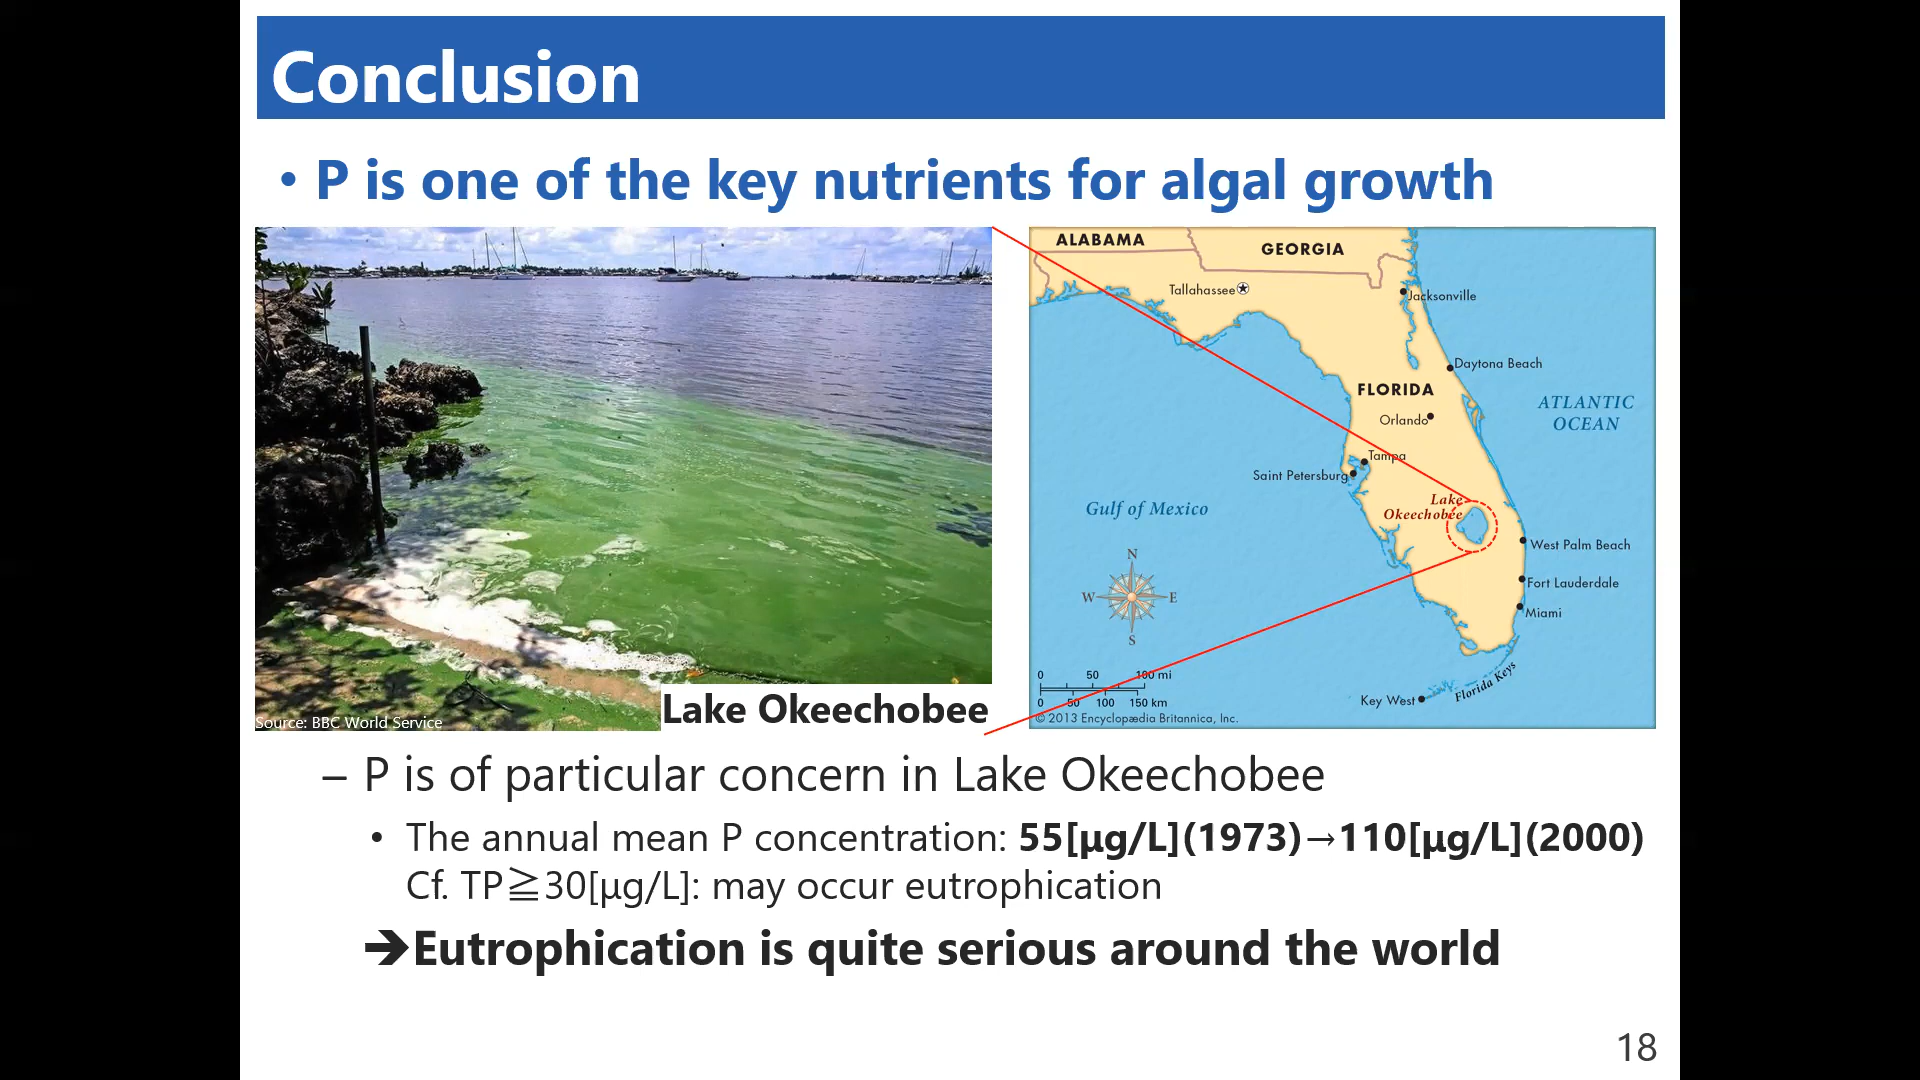 Conclusion
• P is one of the key nutrients for algal growth
Source: BBC World Service
Lake Okeechobee
ALABAMA
GEORGIA
Tallahassee
Jacksonville
Daytona Beach
FLORIDA
ATLANTIC
OCEAN
Orlando
Tampa
Saint Petersburg
Lake
Okeechobee
Gulf of Mexico
West Palm Beach
N
W E
S
Fort Lauderdale
Miami
0 50 100 mi
0 50 100 150 km
Key West
Florida Keys
© 2013 Encyclopædia Britannica, Inc.
– P is of particular concern in Lake Okeechobee
• The annual mean P concentration: 55[µg/L](1973)→110[µg/L](2000)
Cf. TP≧30[µg/L]: may occur eutrophication
➔Eutrophication is quite serious around the world
18